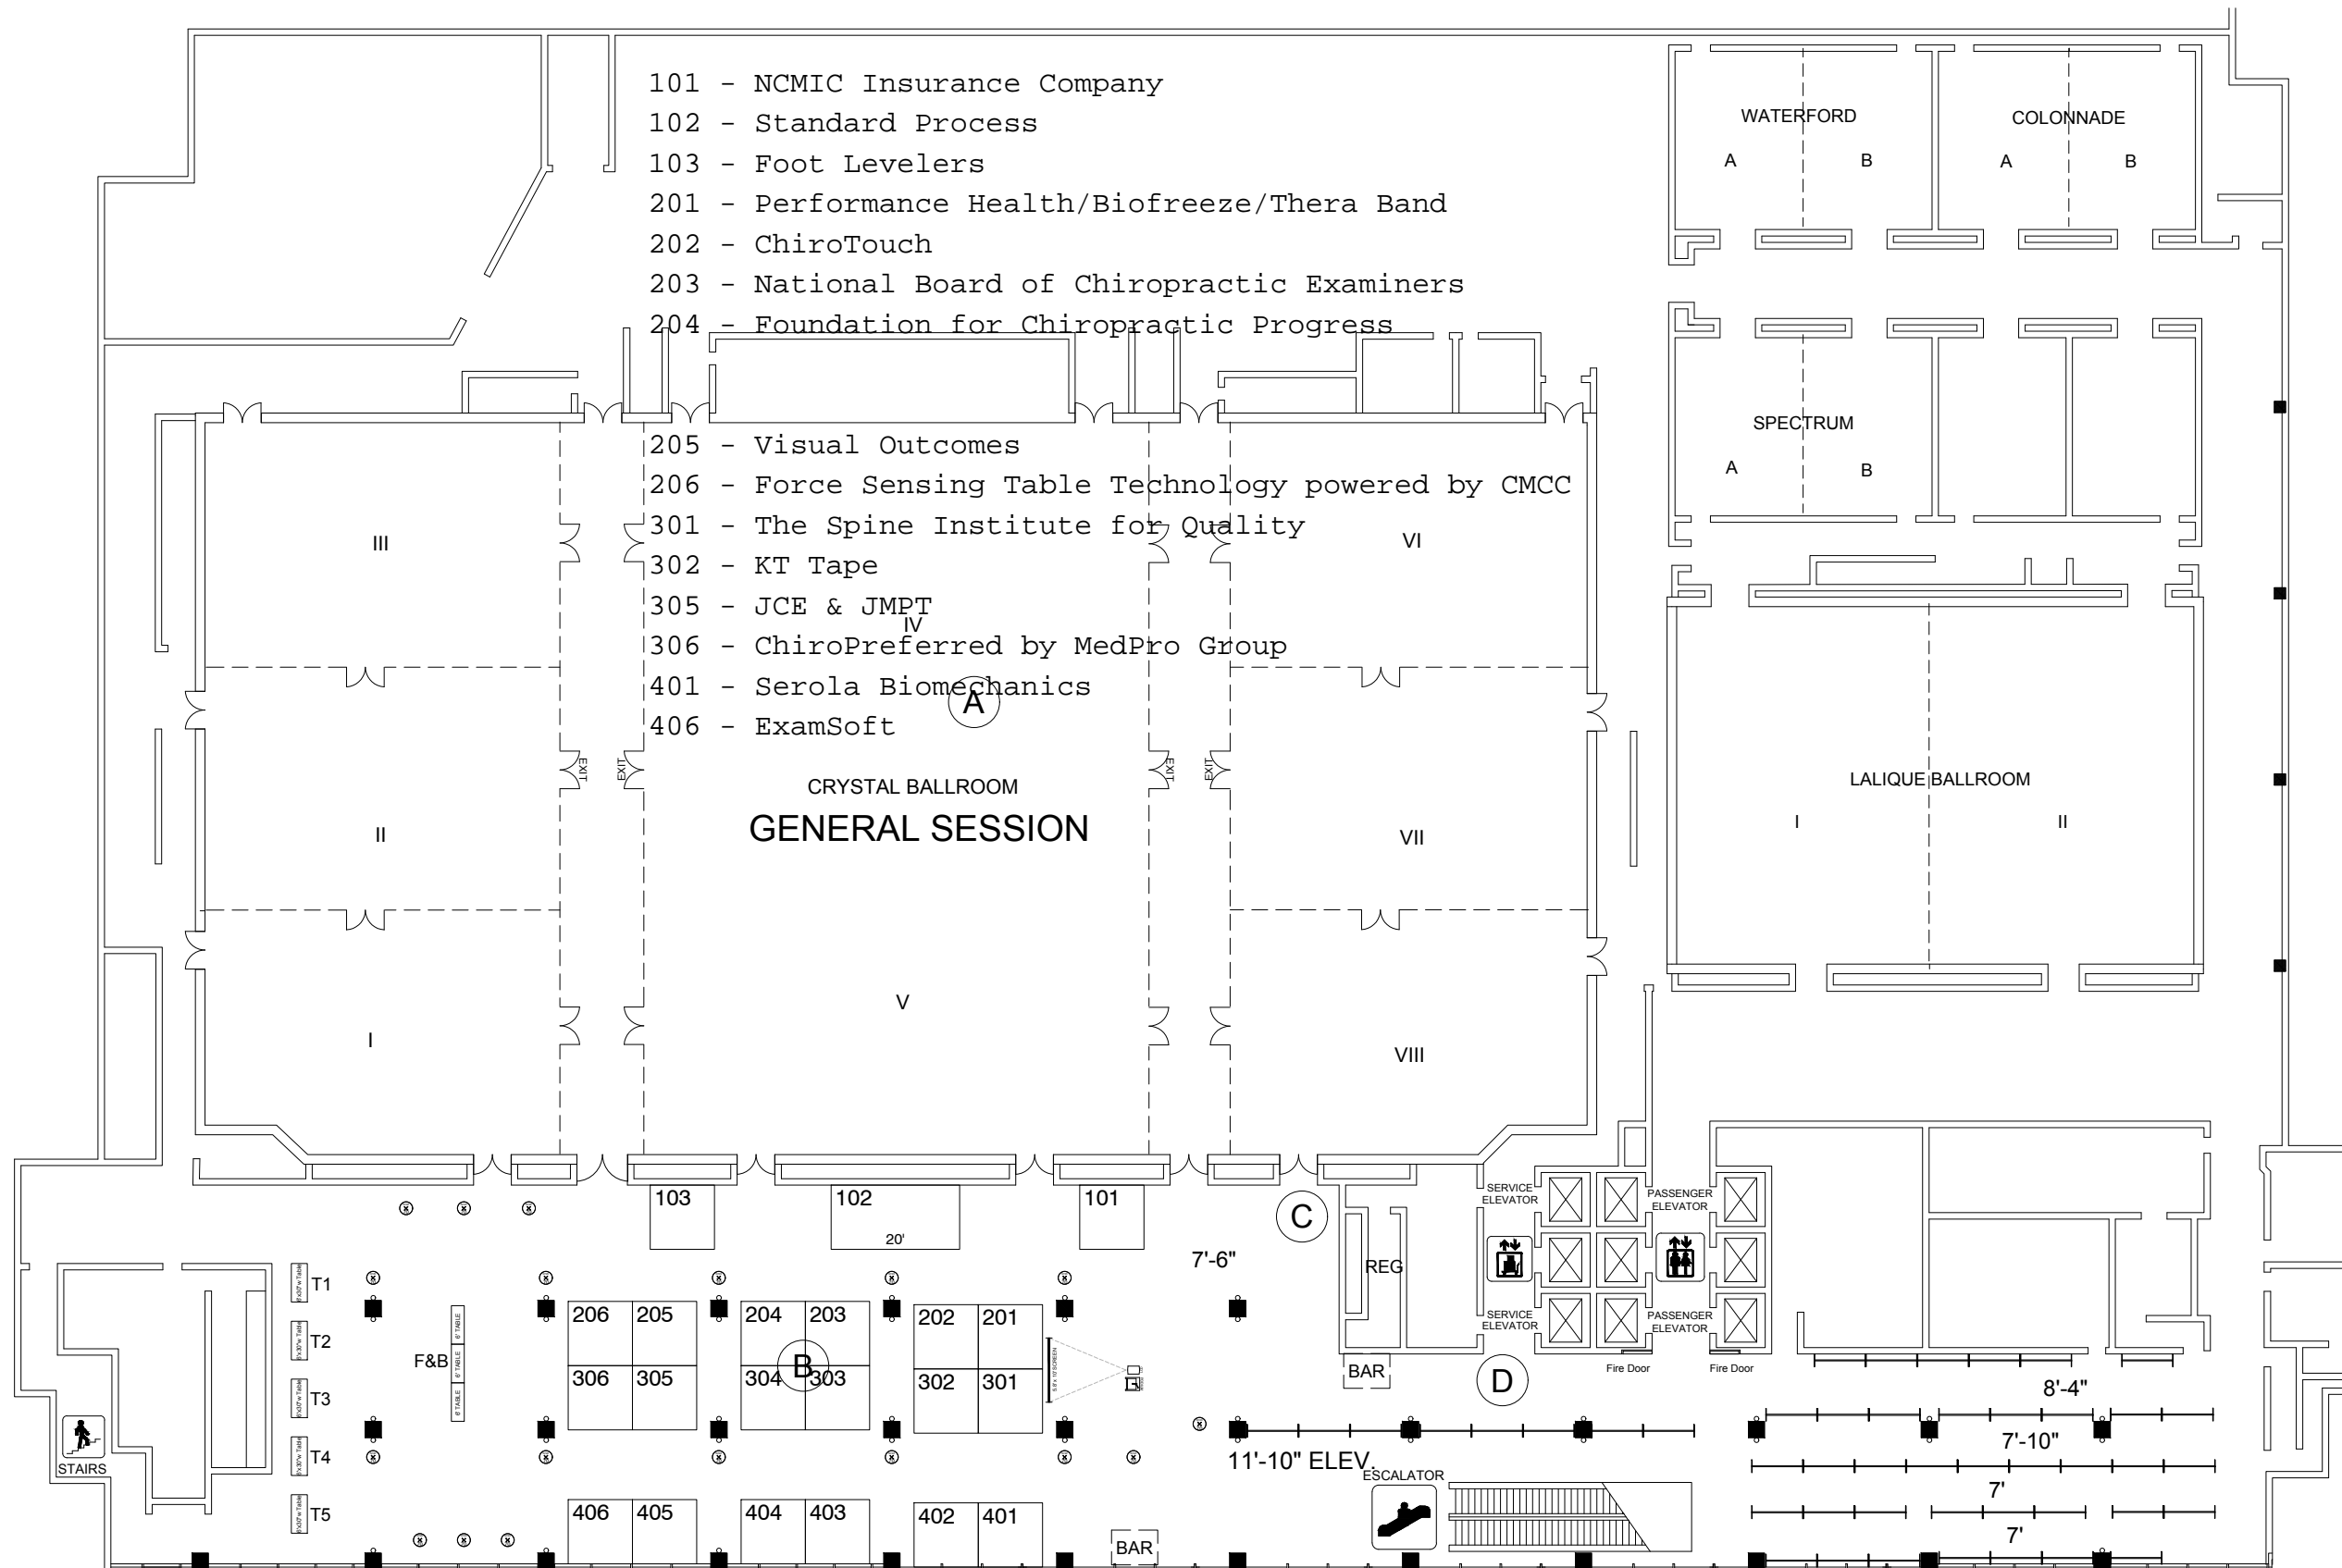 101 - NCMIC Insurance Company
102 - Standard Process
103 - Foot Levelers
201 - Performance Health/Biofreeze/Thera Band
202 - ChiroTouch
203 - National Board of Chiropractic Examiners
204 - Foundation for Chiropractic Progress
205 - Visual Outcomes
206 - Force Sensing Table Technology powered by CMCC
301 - The Spine Institute for Quality
302 - KT Tape
305 - JCE & JMPT
306 - ChiroPreferred by MedPro Group
401 - Serola Biomechanics
406 - ExamSoft
WATERFORD
A B
COLONNADE
A B
SPECTRUM
A B
III
IV
VI
A
II
EXIT
EXIT
EXIT
EXIT
CRYSTAL BALLROOM
GENERAL SESSION
VII
LALIQUE BALLROOM
I II
I
V
VIII
103
102
20'
101
C
7'-6"
REG
SERVICE
ELEVATOR
PASSENGER
ELEVATOR
SERVICE
ELEVATOR
PASSENGER
ELEVATOR
Fire Door
Fire Door
T1
T2
T3
T4
T5
F&B
6' TABLE
6' TABLE
6' TABLE
206 205
204 203
202 201
306 305
304 303
302 301
B
BAR
D
8'-4"
7'-10"
7'
7'
11'-10" ELEV.
ESCALATOR
STAIRS
406 405
404 403
402 401
BAR